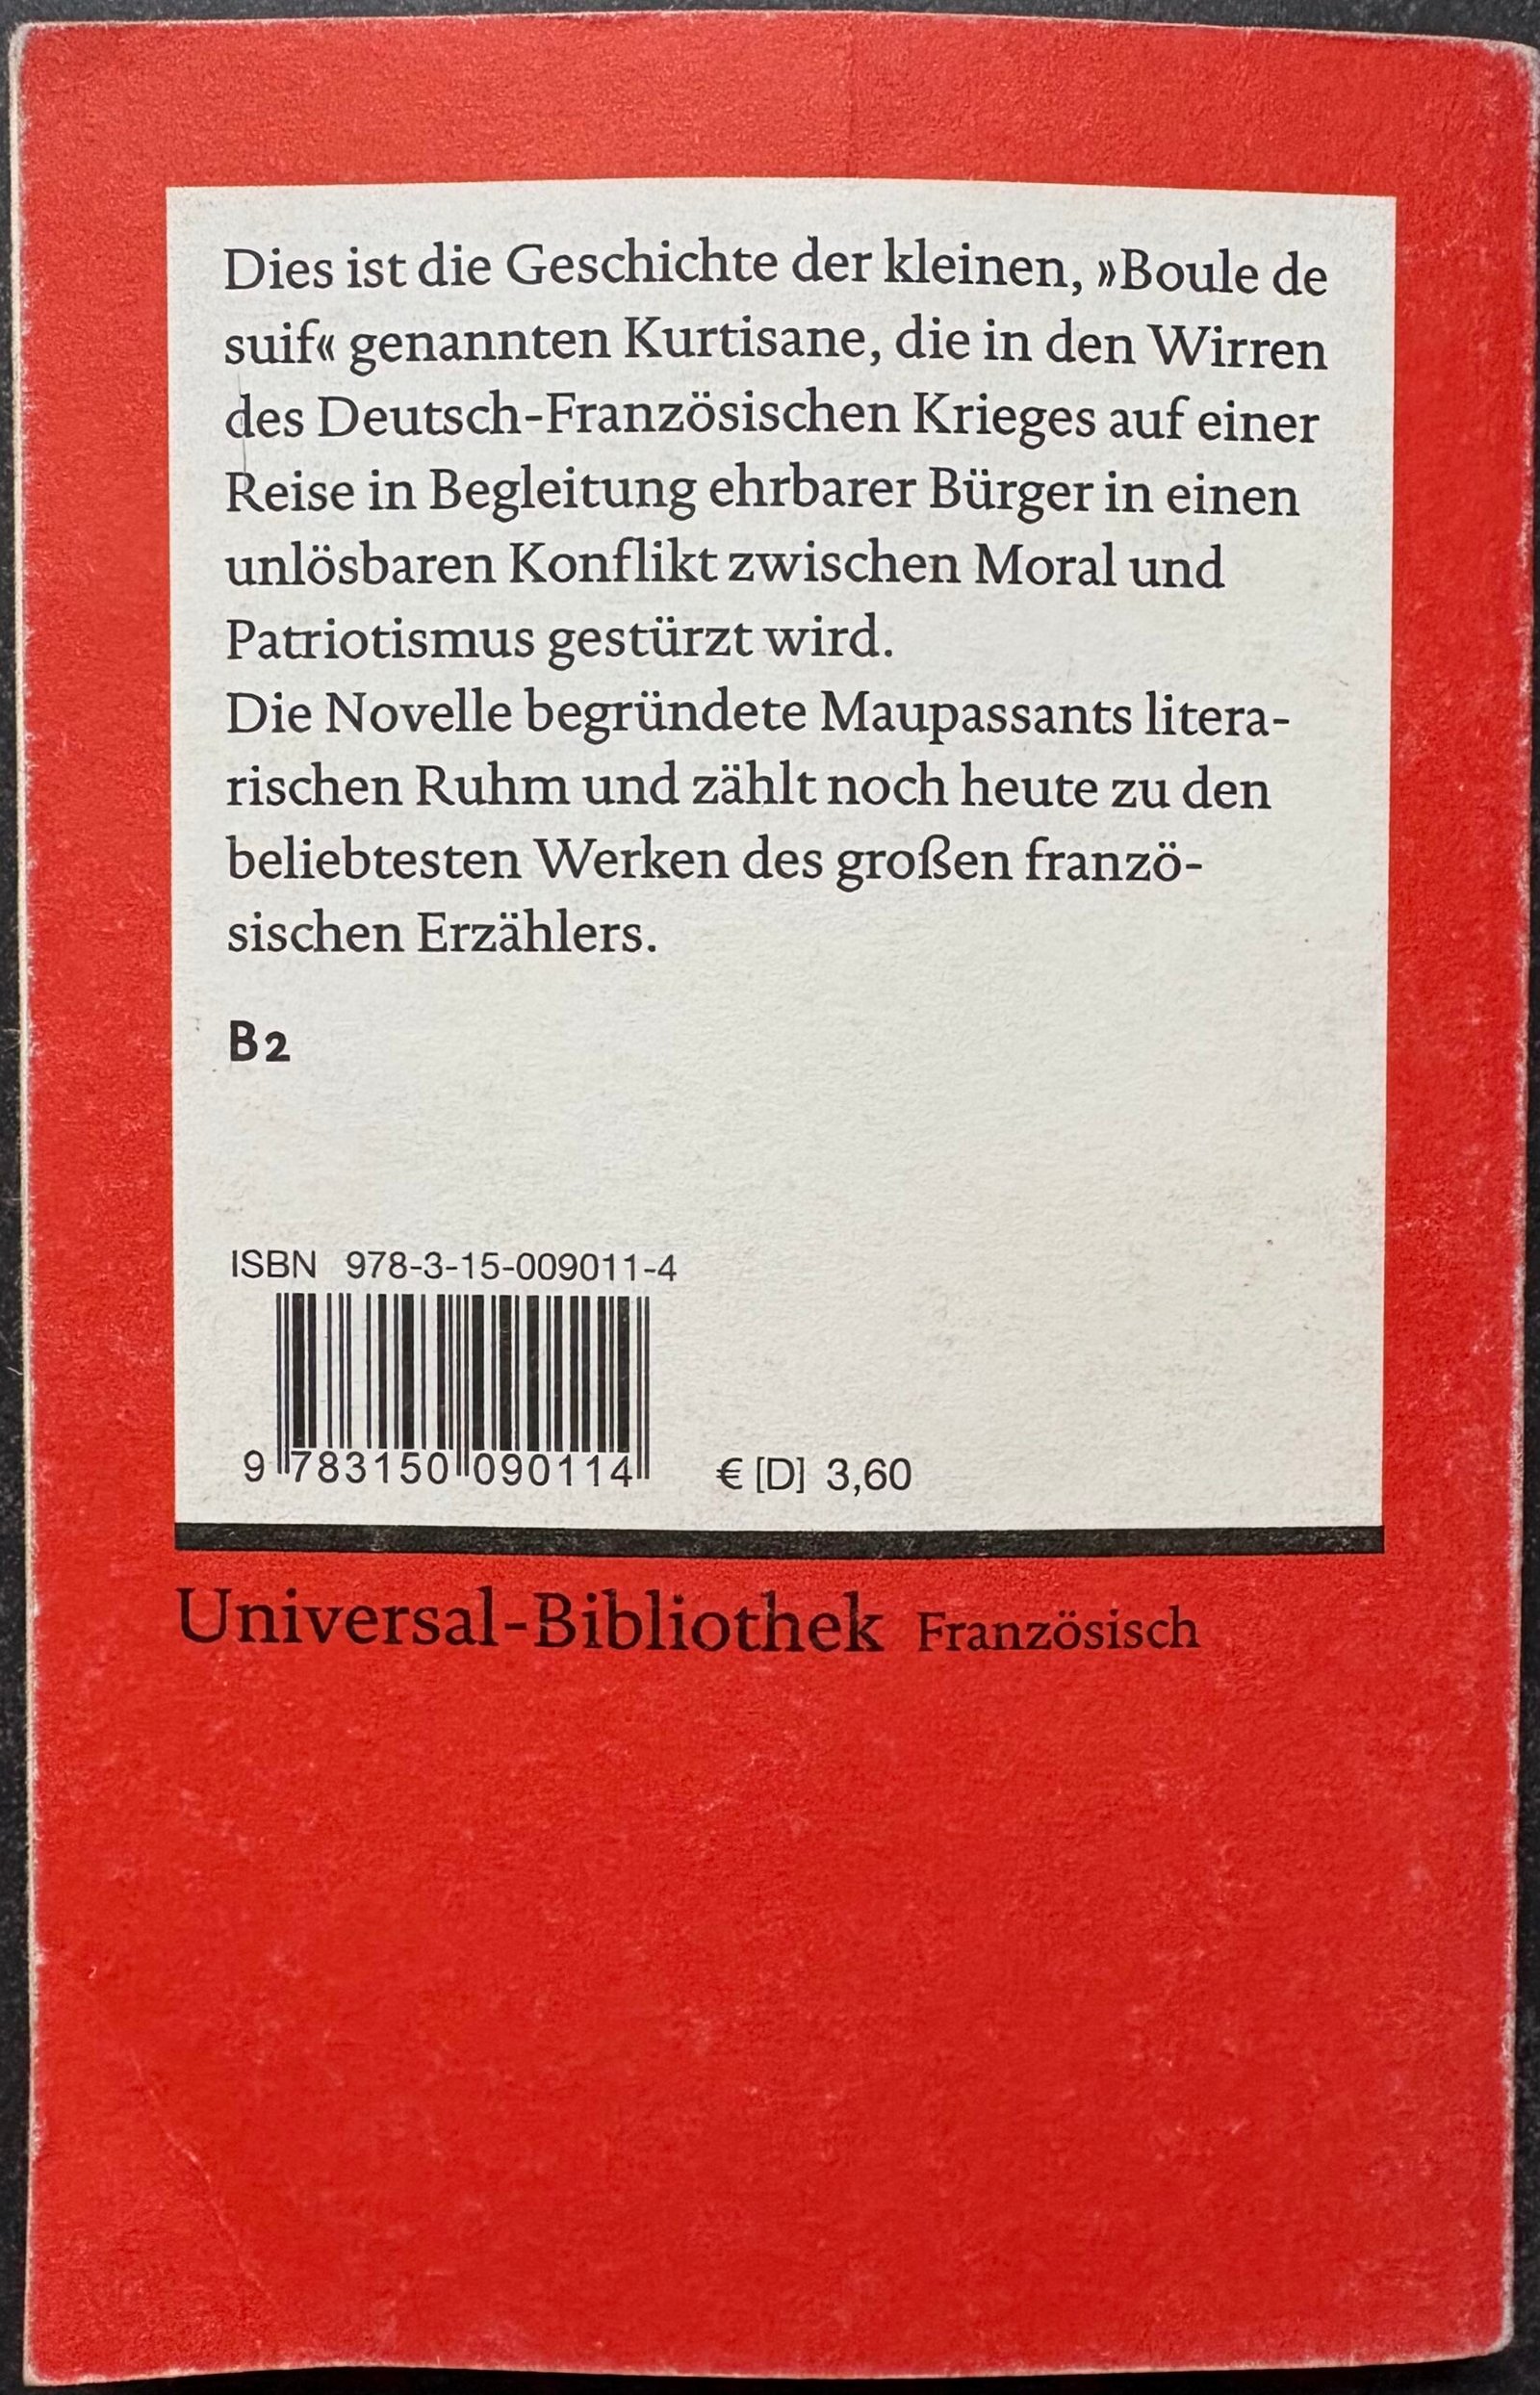 Dies ist die Geschichte der kleinen, »Boule de
suif« genannten Kurtisane, die in den Wirren
des Deutsch-Französischen Krieges auf einer
Reise in Begleitung ehrbarer Bürger in einen
unlösbaren Konflikt zwischen Moral und
Patriotismus gestürzt wird.
Die Novelle begründete Maupassants litera-
rischen Ruhm und zählt noch heute zu den
beliebtesten Werken des großen franzö-
sischen Erzählers.
B2
ISBN 978-3-15-009011-4
9 783150 090114 € [D] 3,60
Universal-Bibliothek Französisch